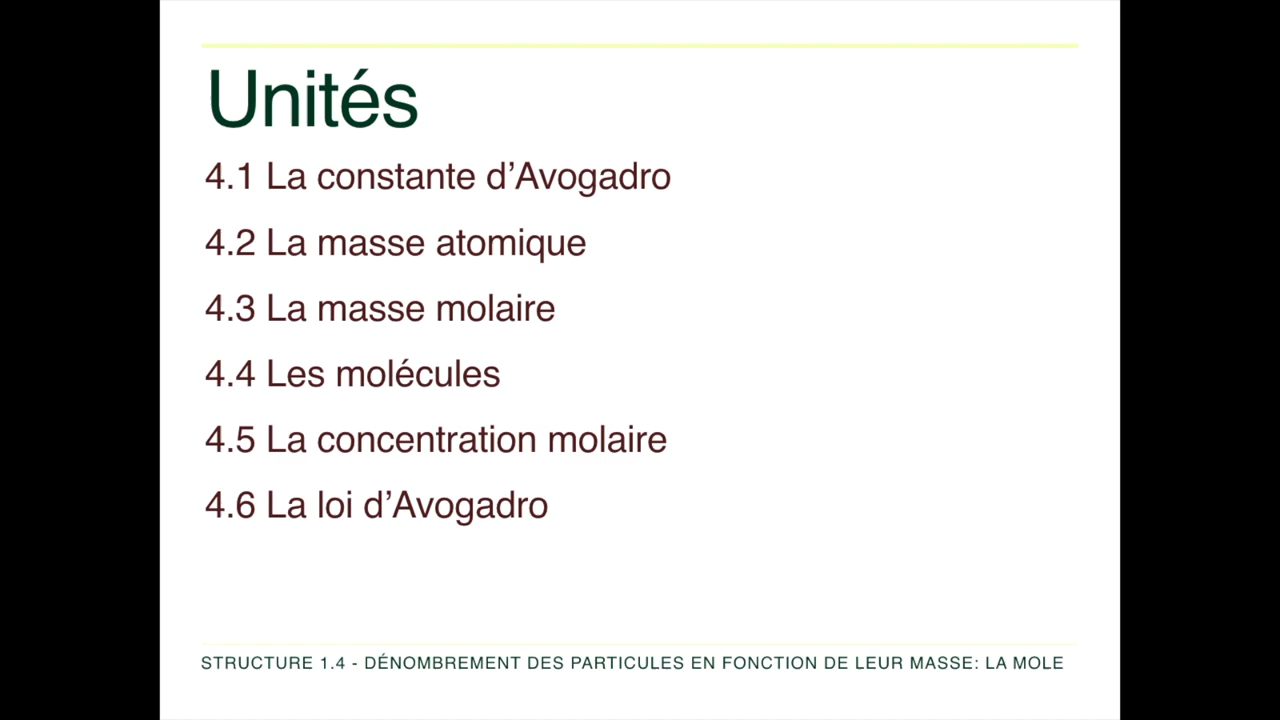 Unités
4.1 La constante d’Avogadro
4.2 La masse atomique
4.3 La masse molaire
4.4 Les molécules
4.5 La concentration molaire
4.6 La loi d’Avogadro
STRUCTURE 1.4 - DÉNOMBREMENT DES PARTICULES EN FONCTION DE LEUR MASSE: LA MOLE